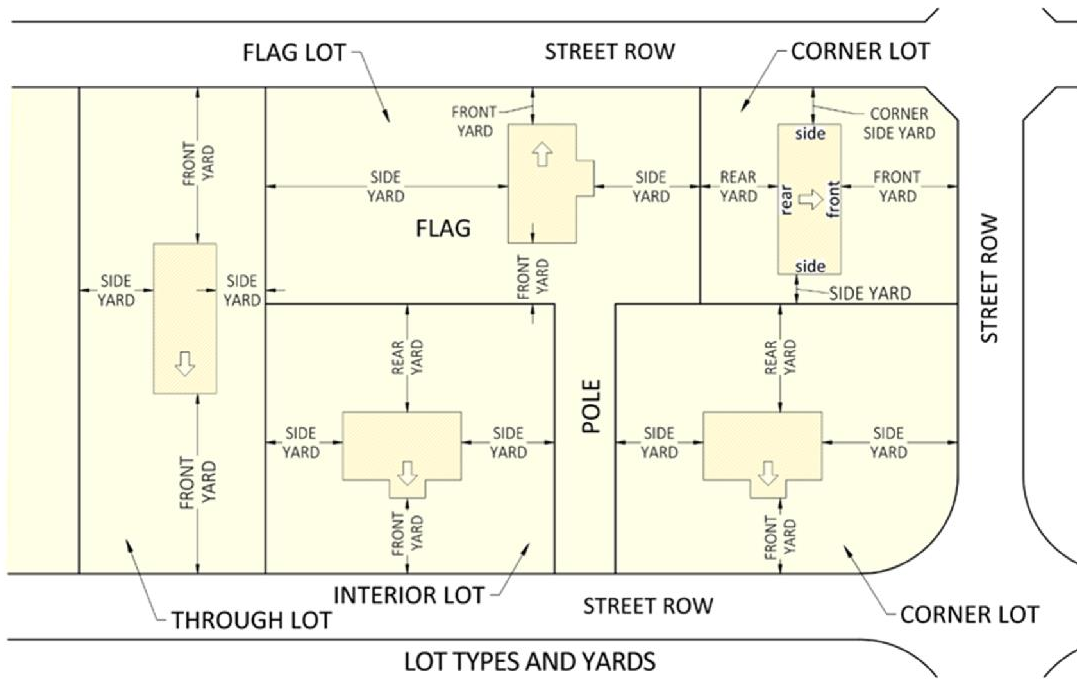 FLAG LOT
STREET ROW
CORNER LOT
FRONT
YARD
FRONT
YARD
CORNER
SIDE YARD
side
SIDE
YARD
SIDE
YARD
REAR
YARD
rear
front
FRONT
YARD
FLAG
STREET ROW
side
SIDE
YARD
SIDE
YARD
FRONT
YARD
SIDE YARD
REAR
YARD
REAR
YARD
POLE
SIDE
YARD
SIDE
YARD
SIDE
YARD
SIDE
YARD
FRONT
YARD
FRONT
YARD
FRONT
YARD
INTERIOR LOT
STREET ROW
THROUGH LOT
CORNER LOT
LOT TYPES AND YARDS